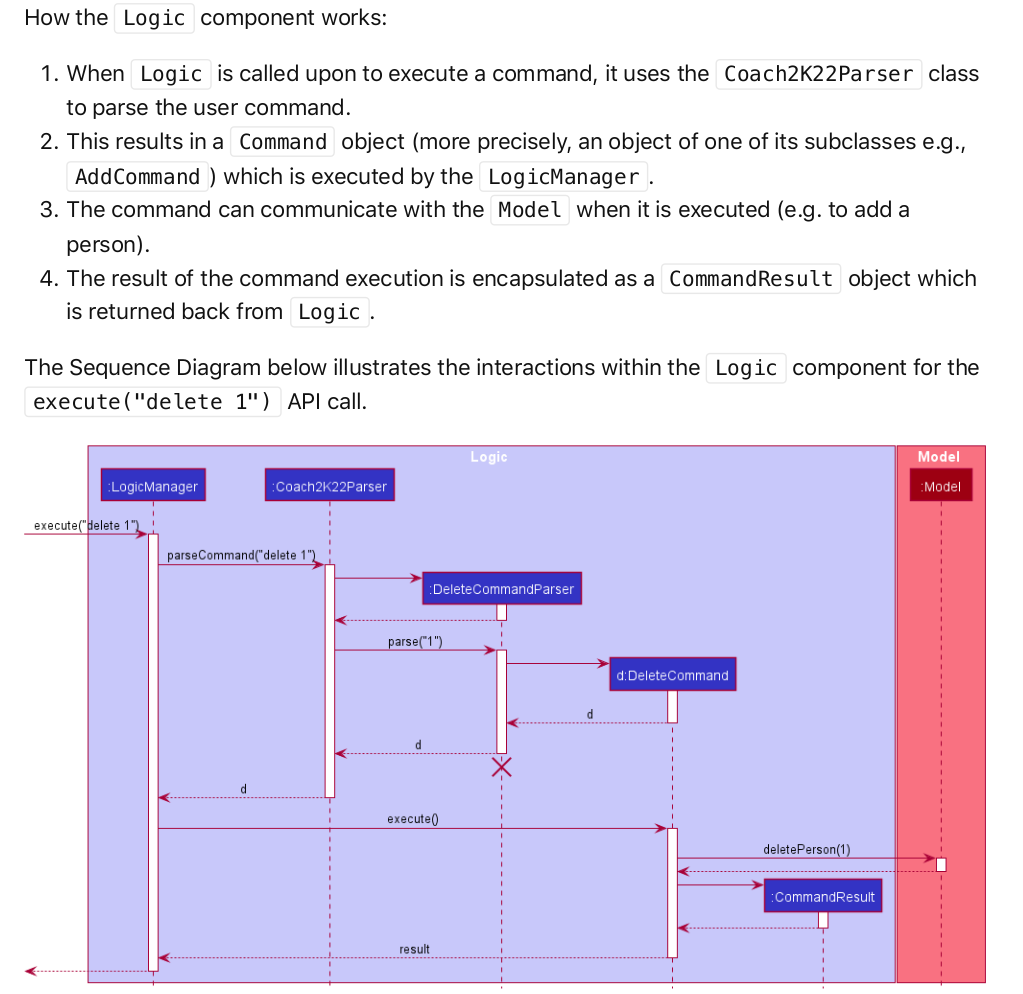 How the Logic component works:
1. When Logic is called upon to execute a command, it uses the Coach2K22Parser class
to parse the user command.
2. This results in a Command object (more precisely, an object of one of its subclasses e.g.,
AddCommand ) which is executed by the LogicManager .
3. The command can communicate with the Model when it is executed (e.g. to add a
person).
4. The result of the command execution is encapsulated as a CommandResult object which
is returned back from Logic .
The Sequence Diagram below illustrates the interactions within the Logic component for the
execute("delete 1") API call.
Logic
Model
:LogicManager
:Coach2K22Parser
:Model
execute("delete 1")
parseCommand("delete 1")
:DeleteCommandParser
parse("1")
d:DeleteCommand
d
d
d
execute()
deletePerson(1)
:CommandResult
result